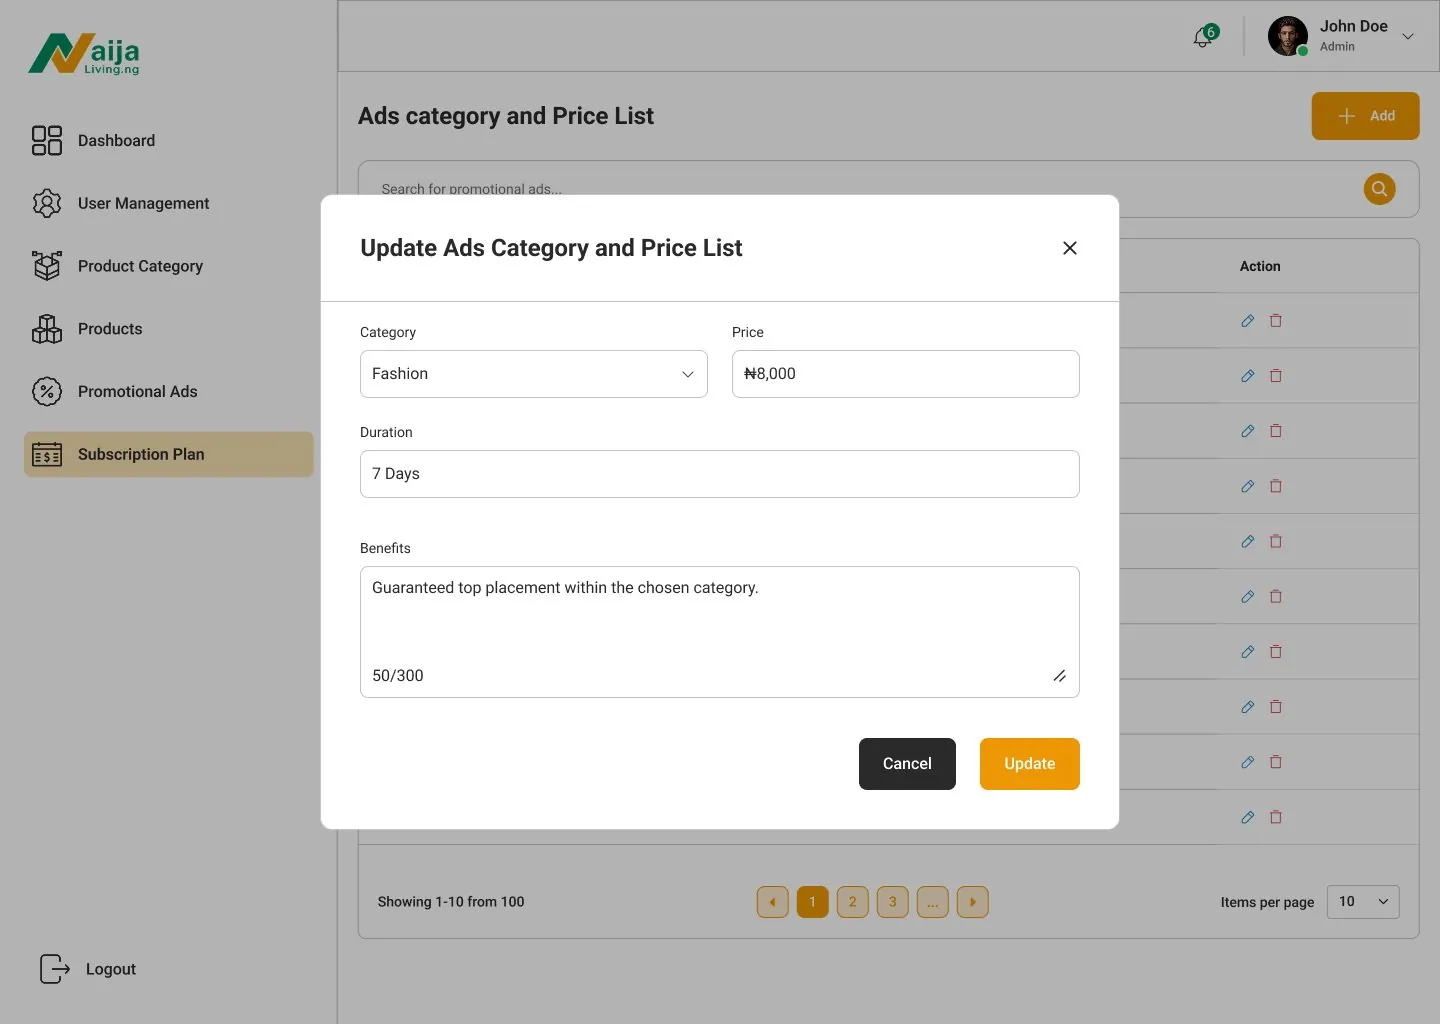 Naija
Living.ng
6
John Doe
Admin
Dashboard
User Management
Product Category
Products
Promotional Ads
Subscription Plan
Logout
Ads category and Price List
Add
Search for promotional ads...
Action
Update Ads Category and Price List
Category
Price
Fashion
₦8,000
Duration
7 Days
Benefits
Guaranteed top placement within the chosen category.
50/300
Cancel
Update
Showing 1-10 from 100
1
2
3
...
Items per page
10